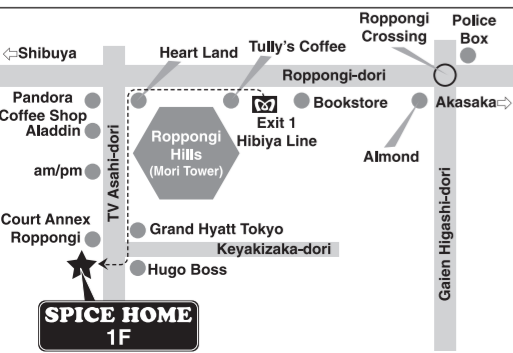 Roppongi
Crossing
Police
Box
⇦Shibuya
Heart Land
Tully's Coffee
Roppongi-dori
Pandora
Coffee Shop
Aladdin
Exit 1
Hibiya Line
Bookstore
Akasaka⇨
Almond
Roppongi
Hills
(Mori Tower)
am/pm
TV Asahi-dori
Gaien Higashi-dori
Court Annex
Roppongi
Grand Hyatt Tokyo
Keyakizaka-dori
Hugo Boss
SPICE HOME
1F